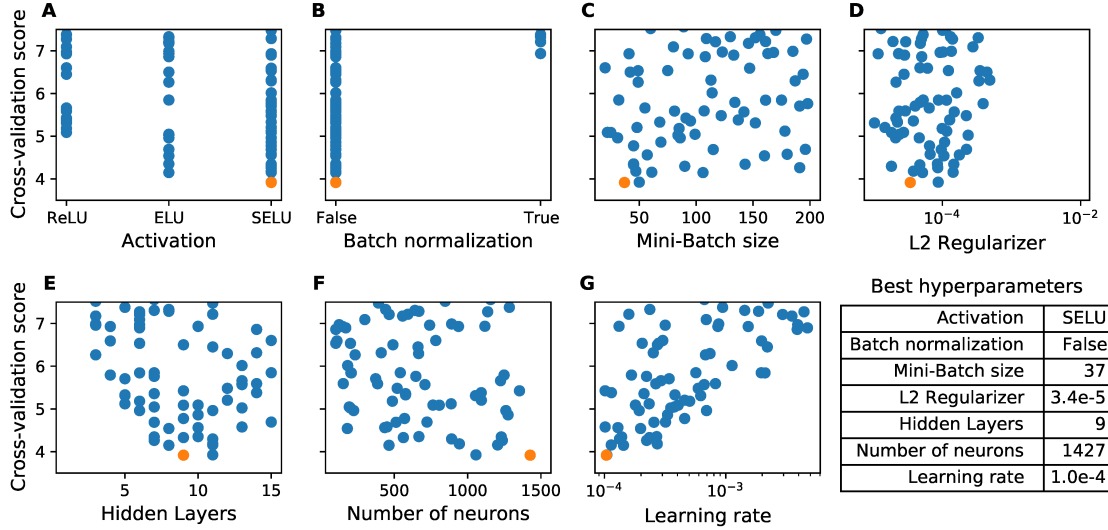 A
B
C
D
Cross-validation score
7
6
5
4
ReLU ELU SELU
Activation
False True
Batch normalization
50 100 150 200
Mini-Batch size
10⁻⁴ 10⁻²
L2 Regularizer
E
F
G
Cross-validation score
7
6
5
4
5 10 15
Hidden Layers
500 1000 1500
Number of neurons
10⁻⁴ 10⁻³
Learning rate
Best hyperparameters
Activation SELU
Batch normalization False
Mini-Batch size 37
L2 Regularizer 3.4e-5
Hidden Layers 9
Number of neurons 1427
Learning rate 1.0e-4